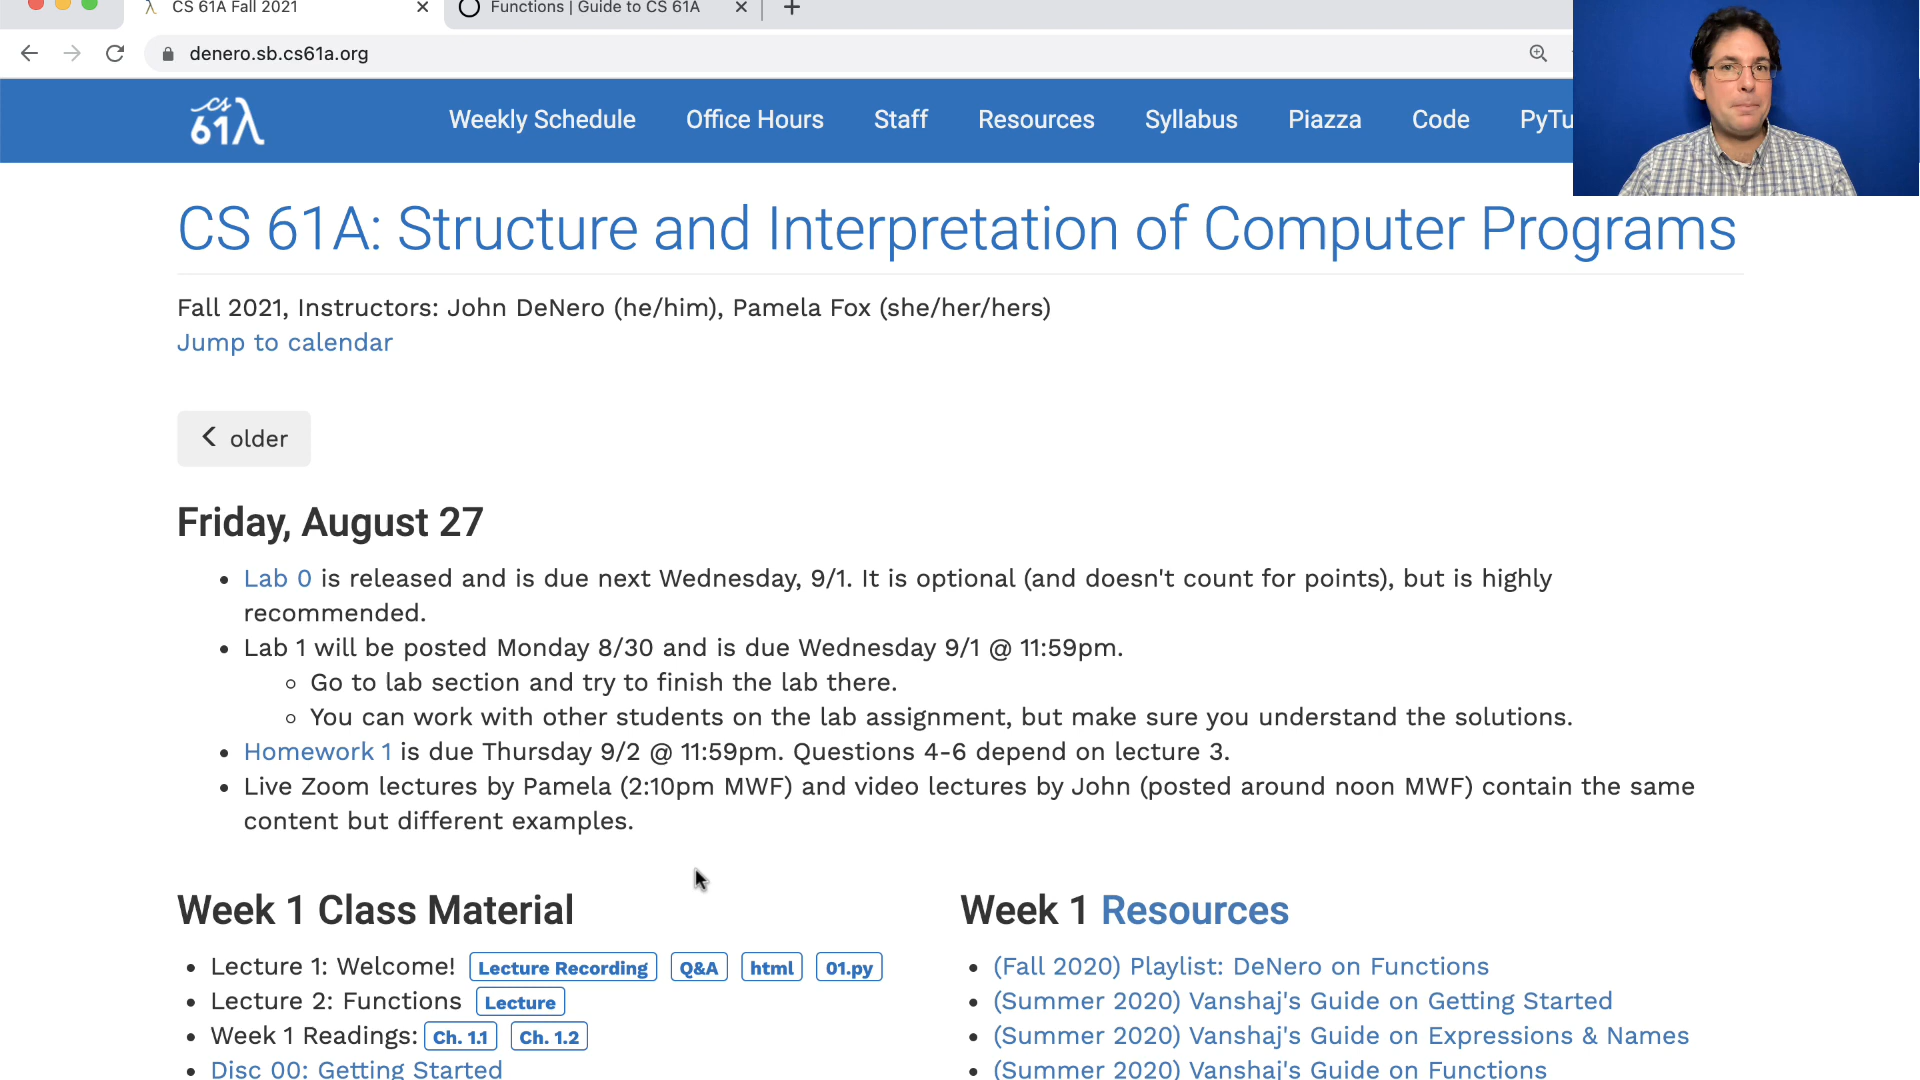 CS 61A Fall 2021
Functions | Guide to CS 61A
denero.sb.cs61a.org
cs
61λ
Weekly Schedule Office Hours Staff Resources Syllabus Piazza Code PyTu
CS 61A: Structure and Interpretation of Computer Programs
Fall 2021, Instructors: John DeNero (he/him), Pamela Fox (she/her/hers)
Jump to calendar
< older
Friday, August 27
Lab 0 is released and is due next Wednesday, 9/1. It is optional (and doesn't count for points), but is highly
recommended.
Lab 1 will be posted Monday 8/30 and is due Wednesday 9/1 @ 11:59pm.
Go to lab section and try to finish the lab there.
You can work with other students on the lab assignment, but make sure you understand the solutions.
Homework 1 is due Thursday 9/2 @ 11:59pm. Questions 4-6 depend on lecture 3.
Live Zoom lectures by Pamela (2:10pm MWF) and video lectures by John (posted around noon MWF) contain the same
content but different examples.
Week 1 Class Material
Lecture 1: Welcome! Lecture Recording Q&A html 01.py
Lecture 2: Functions Lecture
Week 1 Readings: Ch. 1.1 Ch. 1.2
Disc 00: Getting Started
Week 1 Resources
(Fall 2020) Playlist: DeNero on Functions
(Summer 2020) Vanshaj's Guide on Getting Started
(Summer 2020) Vanshaj's Guide on Expressions & Names
(Summer 2020) Vanshaj's Guide on Functions